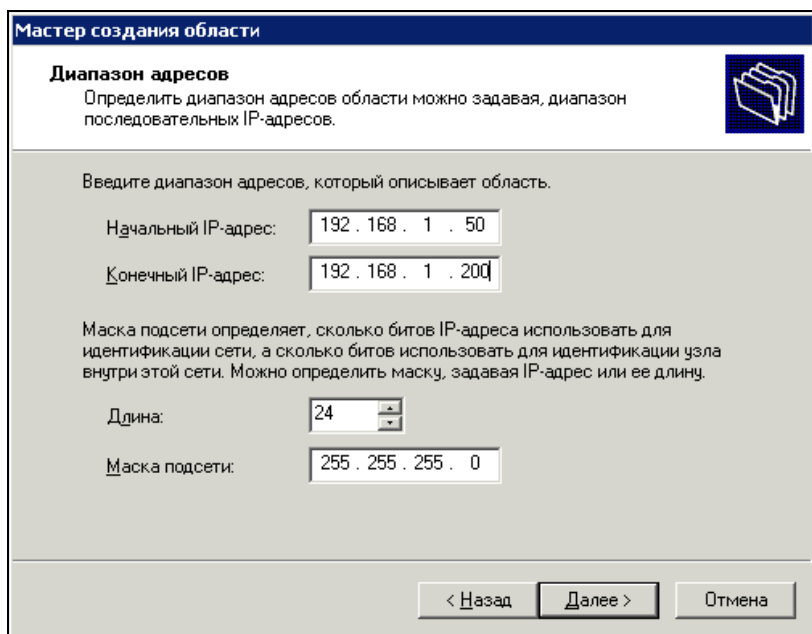 Мастер создания области
Диапазон адресов
Определить диапазон адресов области можно задавая, диапазон
последовательных IP-адресов.
Введите диапазон адресов, который описывает область.
Начальный IP-адрес: 192 . 168 . 1 . 50
Конечный IP-адрес: 192 . 168 . 1 . 200
Маска подсети определяет, сколько битов IP-адреса использовать для
идентификации сети, а сколько битов использовать для идентификации узла
внутри этой сети. Можно определить маску, задавая IP-адрес или ее длину.
Длина: 24
Маска подсети: 255 . 255 . 255 . 0
< Назад Далее > Отмена